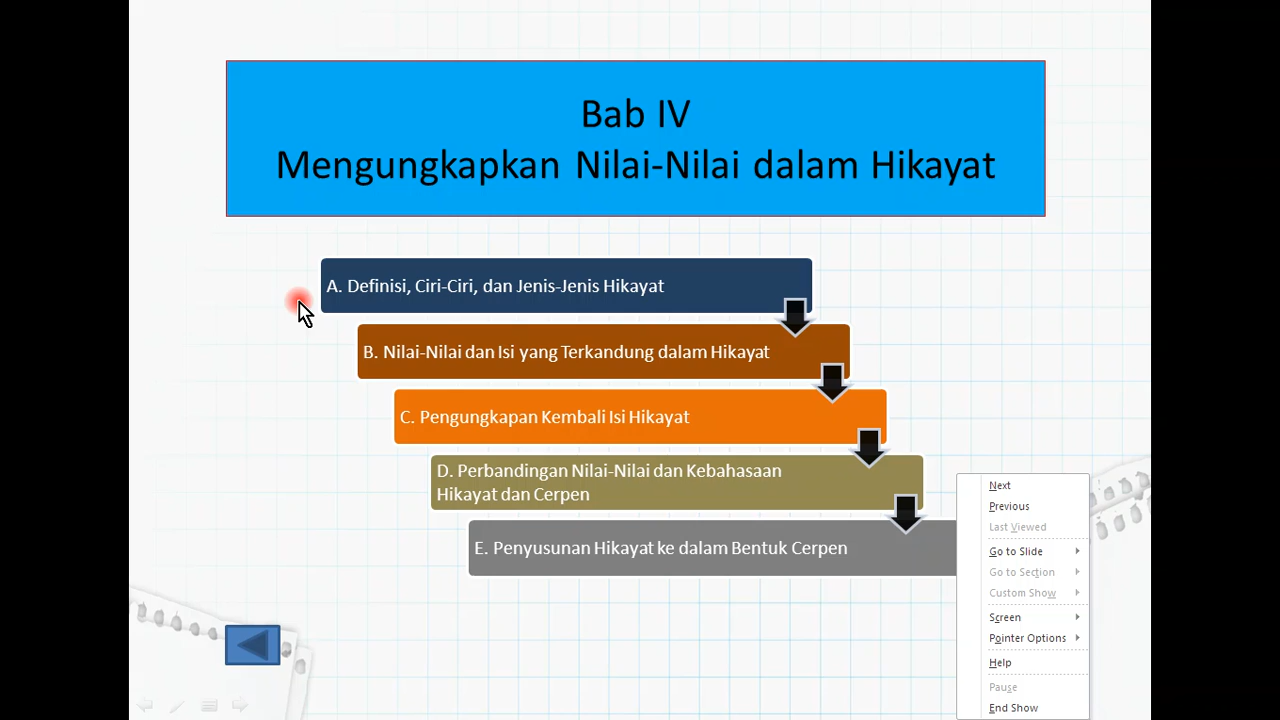 Bab IV
Mengungkapkan Nilai-Nilai dalam Hikayat
A. Definisi, Ciri-Ciri, dan Jenis-Jenis Hikayat
B. Nilai-Nilai dan Isi yang Terkandung dalam Hikayat
C. Pengungkapan Kembali Isi Hikayat
D. Perbandingan Nilai-Nilai dan Kebahasaan
Hikayat dan Cerpen
E. Penyusunan Hikayat ke dalam Bentuk Cerpen
Next
Previous
Last Viewed
Go to Slide
Go to Section
Custom Show
Screen
Pointer Options
Help
Pause
End Show